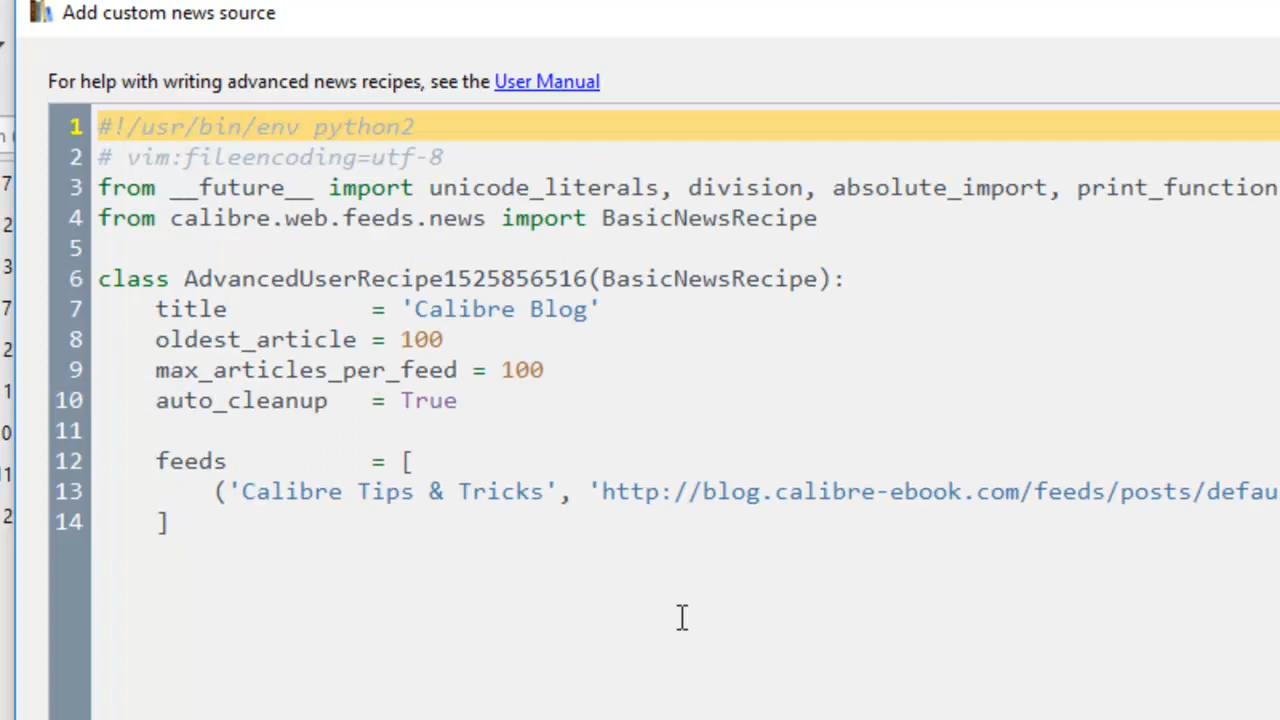 Add custom news source
For help with writing advanced news recipes, see the User Manual
1 #!/usr/bin/env python2
2 # vim:fileencoding=utf-8
3 from __future__ import unicode_literals, division, absolute_import, print_function
4 from calibre.web.feeds.news import BasicNewsRecipe
5
6 class AdvancedUserRecipe1525856516(BasicNewsRecipe):
7     title          = 'Calibre Blog'
8     oldest_article = 100
9     max_articles_per_feed = 100
10     auto_cleanup   = True
11
12     feeds          = [
13         ('Calibre Tips & Tricks', 'http://blog.calibre-ebook.com/feeds/posts/defau
14     ]